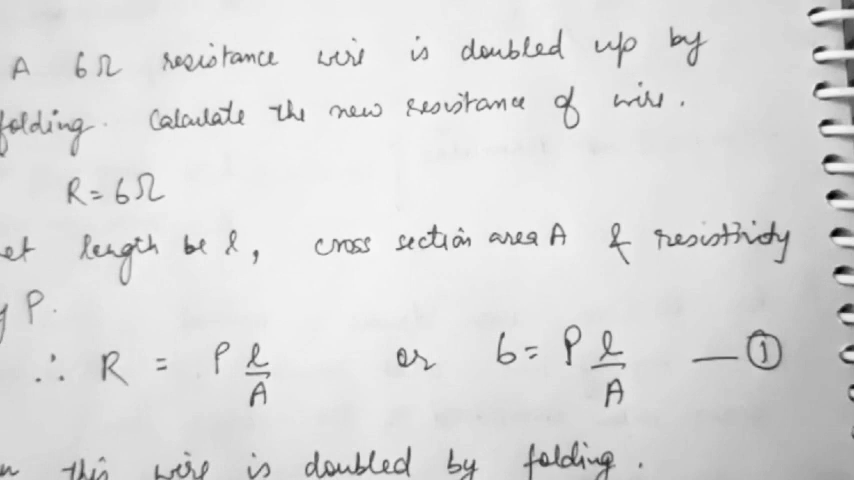 A 6Ω resistance wire is doubled up by
folding. Calculate the new resistance of wire.
R = 6Ω
et length be l, cross section area A & resistivity
y P.
∴ R = P l/A or 6 = P l/A — ①
n this wire is doubled by folding.